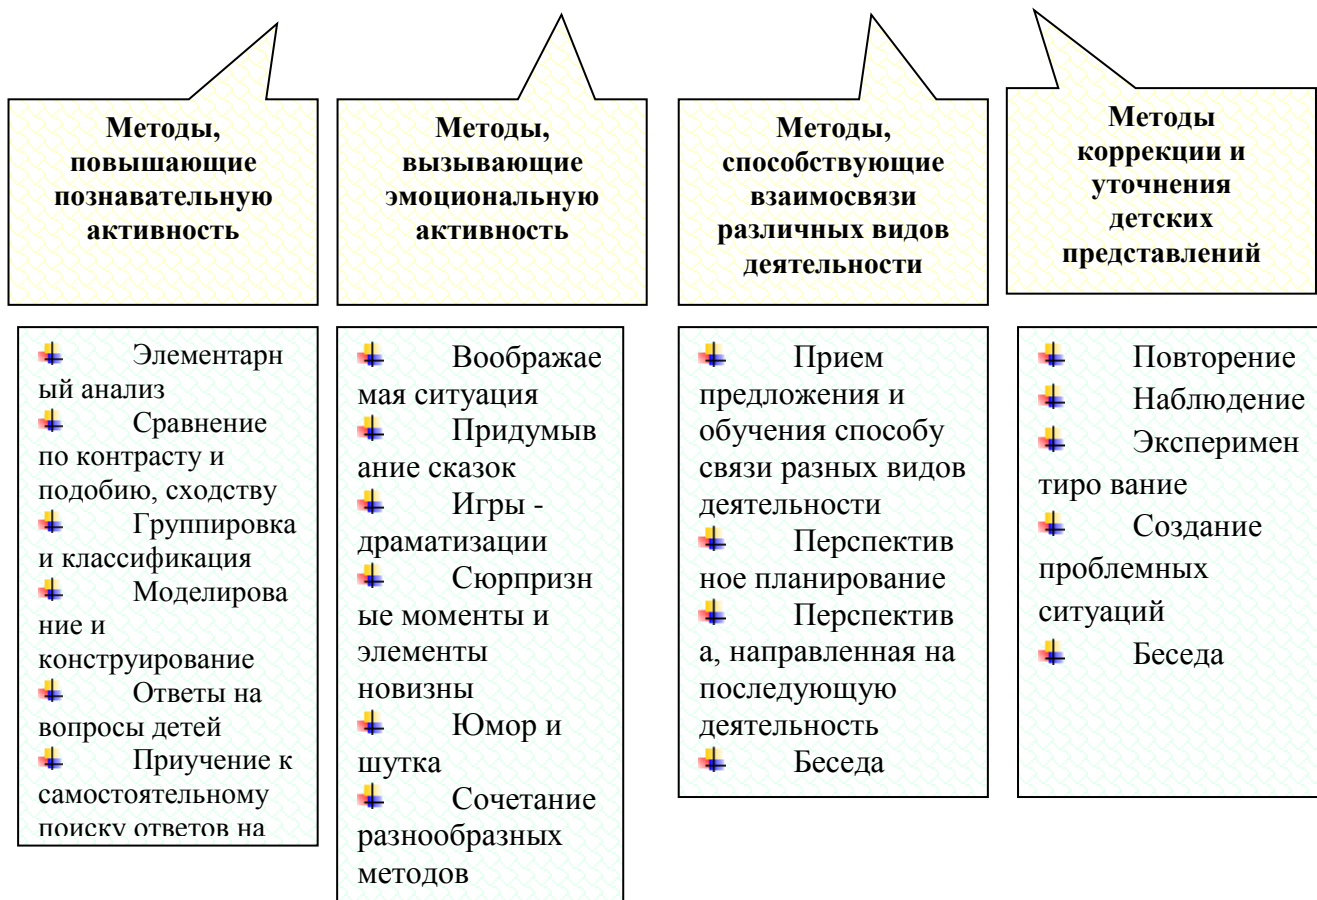 Методы,
повышающие
познавательную
активность
Методы,
вызывающие
эмоциональную
активность
Методы,
способствующие
взаимосвязи
различных видов
деятельности
Методы
коррекции и
уточнения
детских
представлений
Элементарн
ый анализ
Сравнение
по контрасту и
подобию, сходству
Группировка
и классификация
Моделирова
ние и
конструирование
Ответы на
вопросы детей
Приучение к
самостоятельному
поиску ответов на
Воображае
мая ситуация
Придумыв
ание сказок
Игры -
драматизации
Сюрпризн
ые моменты и
элементы
новизны
Юмор и
шутка
Сочетание
разнообразных
методов
Прием
предложения и
обучения способу
связи разных видов
деятельности
Перспектив
ное планирование
Перспектив
а, направленная на
последующую
деятельность
Беседа
Повторение
Наблюдение
Эксперимен
тиро вание
Создание
проблемных
ситуаций
Беседа